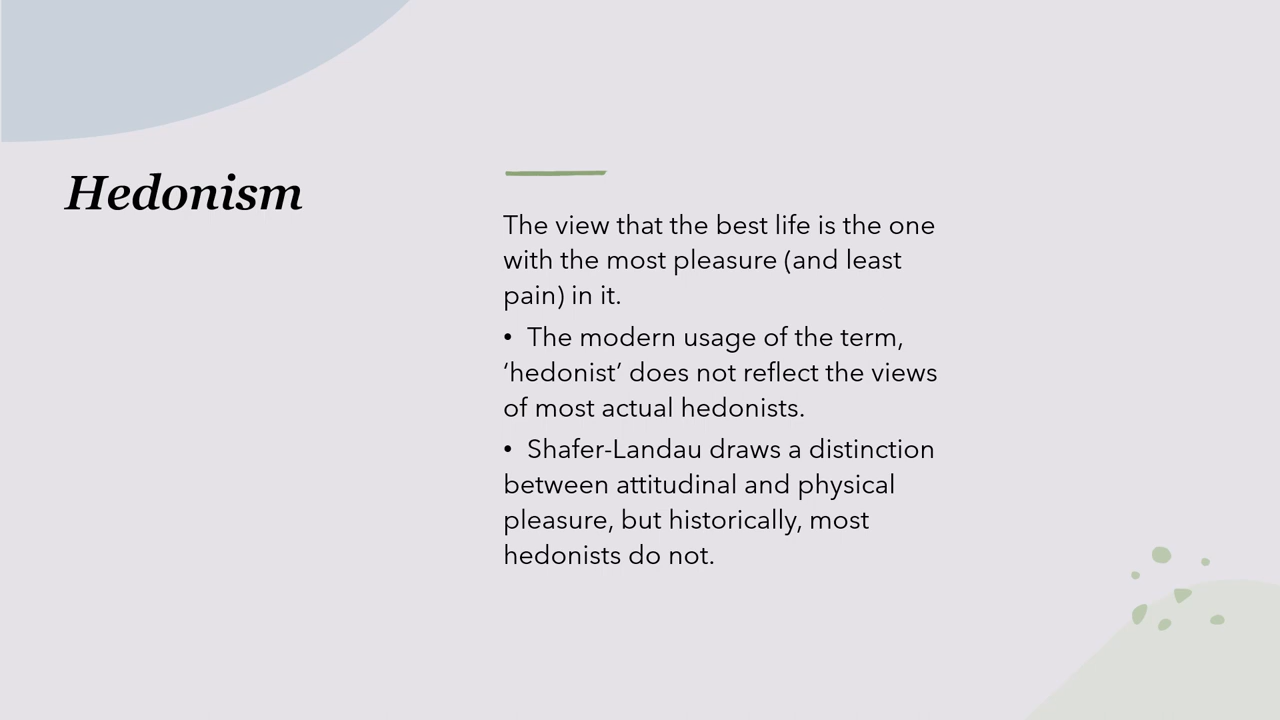 Hedonism
The view that the best life is the one
with the most pleasure (and least
pain) in it.
• The modern usage of the term,
‘hedonist’ does not reflect the views
of most actual hedonists.
• Shafer-Landau draws a distinction
between attitudinal and physical
pleasure, but historically, most
hedonists do not.